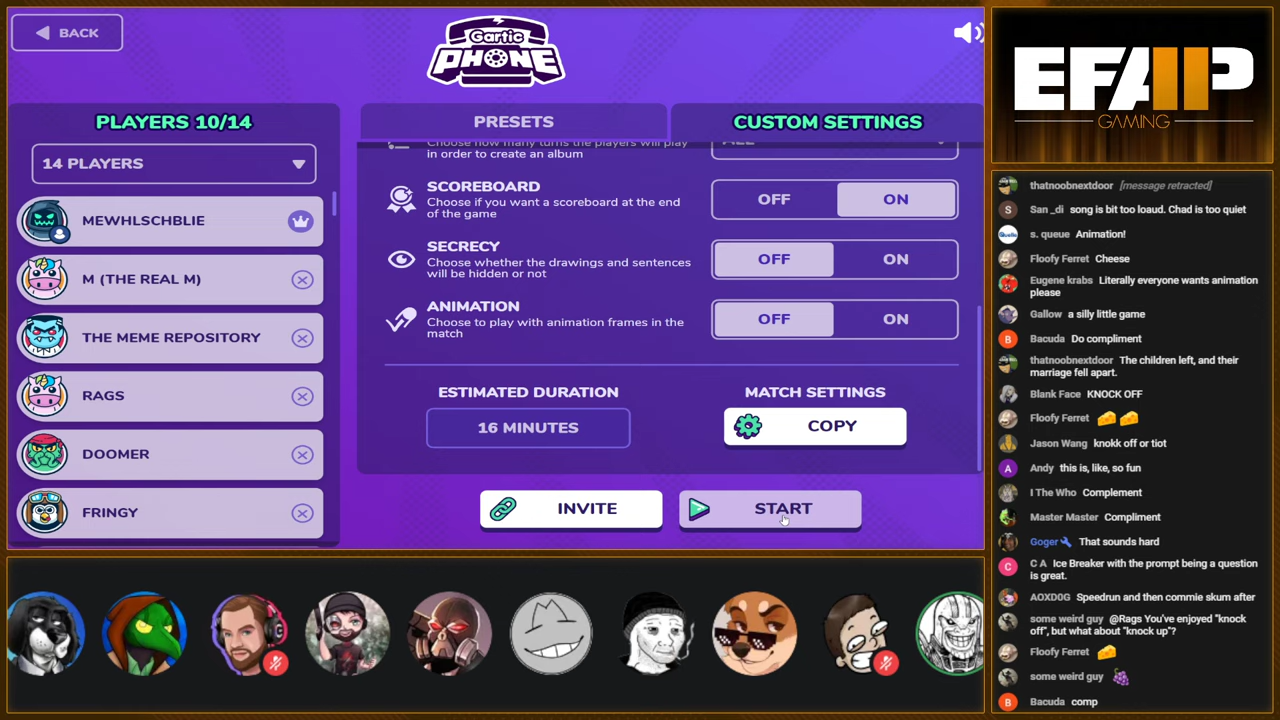 BACK
Gartic
PHONE
PLAYERS 10/14
14 PLAYERS
MEWHLSCHBLIE
M (THE REAL M)
THE MEME REPOSITORY
RAGS
DOOMER
FRINGY
PRESETS
CUSTOM SETTINGS
Choose how many turns the players will play
in order to create an album
ALL
SCOREBOARD
Choose if you want a scoreboard at the end
of the game
OFF
ON
SECRECY
Choose whether the drawings and sentences
will be hidden or not
OFF
ON
ANIMATION
Choose to play with animation frames in the
match
OFF
ON
ESTIMATED DURATION
16 MINUTES
MATCH SETTINGS
COPY
INVITE
START
EFAP
GAMING
thatnoobnextdoor [message retracted]
San _di song is bit too loaud. Chad is too quiet
s. queue Animation!
Floofy Ferret Cheese
Eugene krabs Literally everyone wants animation
please
Gallow a silly little game
Bacuda Do compliment
thatnoobnextdoor The children left, and their
marriage fell apart.
Blank Face KNOCK OFF
Floofy Ferret
Jason Wang knokk off or tiot
Andy this is, like, so fun
I The Who Complement
Master Master Compliment
Goger That sounds hard
C A Ice Breaker with the prompt being a question
is great.
AOXD0G Speedrun and then commie skum after
some weird guy @Rags You've enjoyed "knock
off", but what about "knock up"?
Floofy Ferret
some weird guy
Bacuda comp